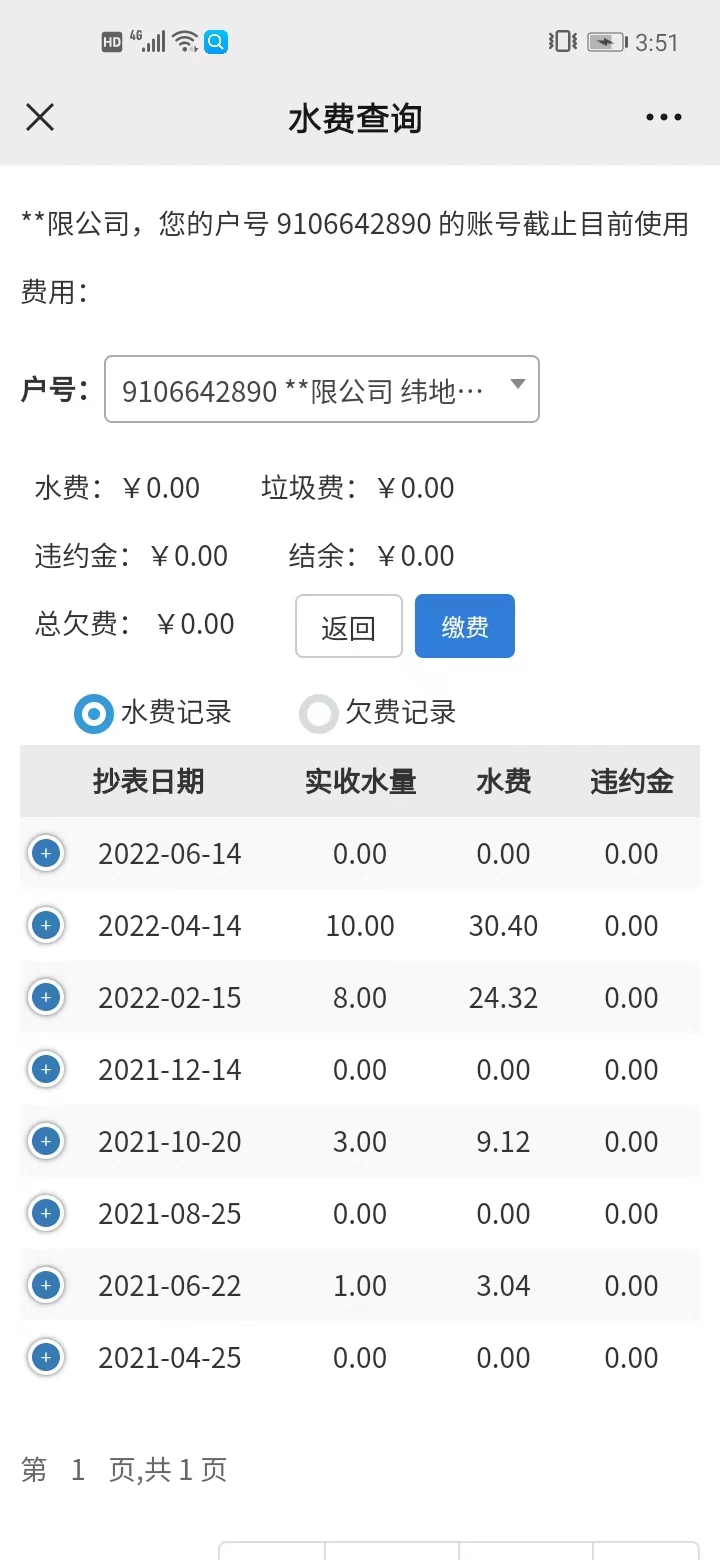 HD 4G 3:51
水费查询
**限公司，您的户号 9106642890 的账号截止目前使用
费用：
户号： 9106642890 **限公司 纬地…
水费：￥0.00 垃圾费：￥0.00
违约金：￥0.00 结余：￥0.00
总欠费：￥0.00 返回 缴费
水费记录 欠费记录
抄表日期 实收水量 水费 违约金
+ 2022-06-14 0.00 0.00 0.00
+ 2022-04-14 10.00 30.40 0.00
+ 2022-02-15 8.00 24.32 0.00
+ 2021-12-14 0.00 0.00 0.00
+ 2021-10-20 3.00 9.12 0.00
+ 2021-08-25 0.00 0.00 0.00
+ 2021-06-22 1.00 3.04 0.00
+ 2021-04-25 0.00 0.00 0.00
第 1 页,共 1 页